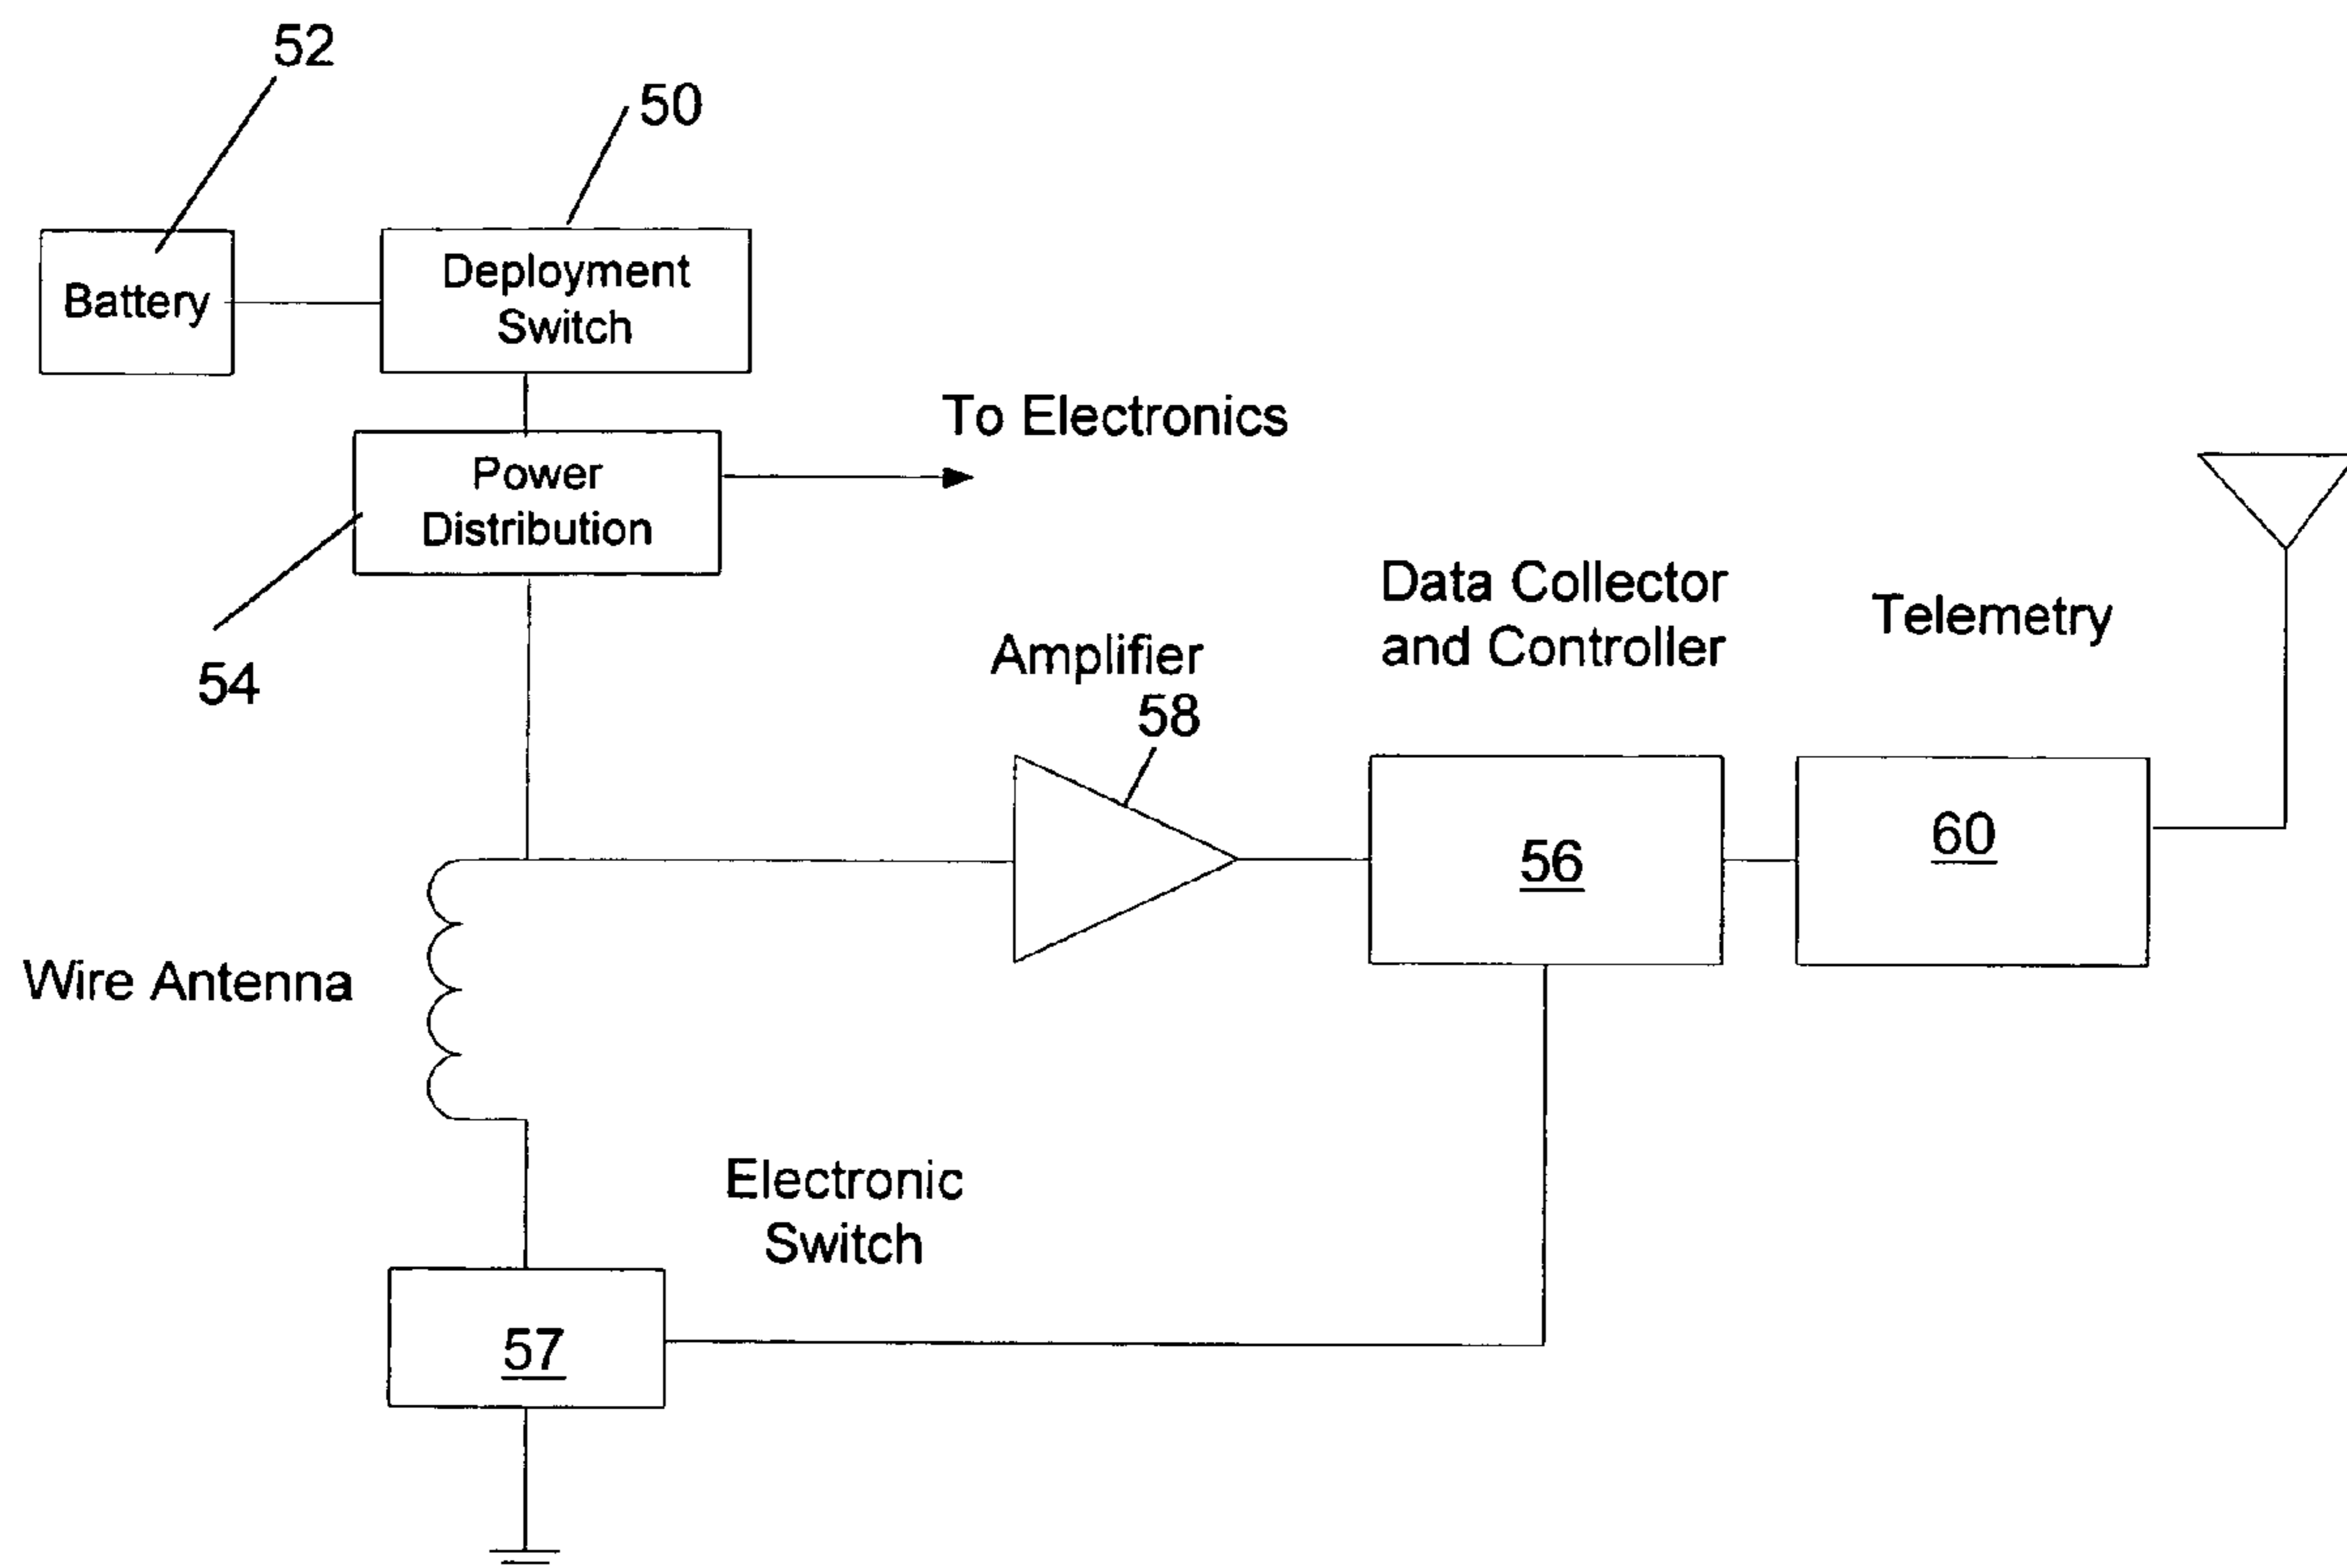 52
50
Battery
Deployment
Switch
To Electronics
Power
Distribution
54
Data Collector
and Controller
Telemetry
Amplifier
58
56
60
Wire Antenna
Electronic
Switch
57